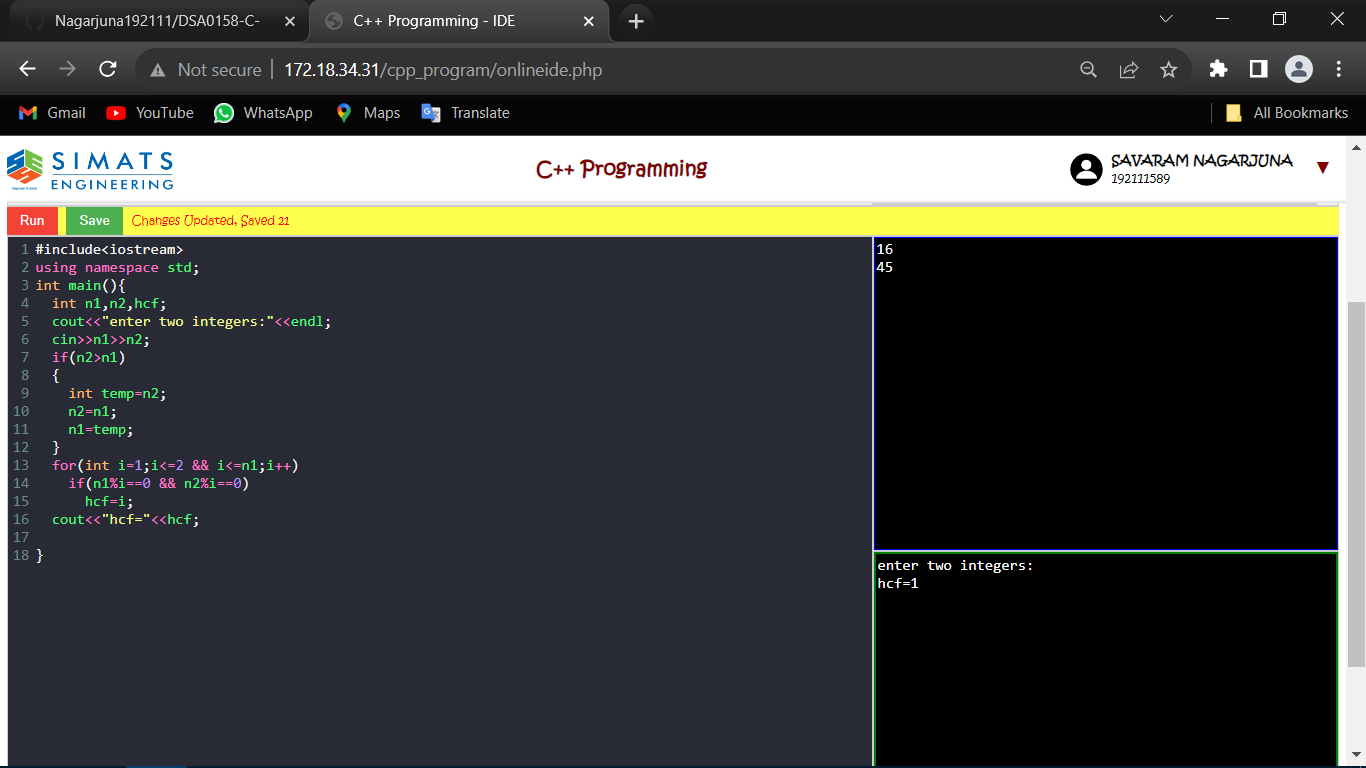 Nagarjuna192111/DSA0158-C-
C++ Programming - IDE
Not secure
172.18.34.31/cpp_program/onlineide.php
Gmail
YouTube
WhatsApp
Maps
Translate
All Bookmarks
SIMATS
ENGINEERING
C++ Programming
SAVARAM NAGARJUNA
192111589
Run
Save
Changes Updated, Saved 21
1 #include<iostream>
2 using namespace std;
3 int main(){
4   int n1,n2,hcf;
5   cout<<"enter two integers:"<<endl;
6   cin>>n1>>n2;
7   if(n2>n1)
8   {
9     int temp=n2;
10     n2=n1;
11     n1=temp;
12   }
13   for(int i=1;i<=2 && i<=n1;i++)
14     if(n1%i==0 && n2%i==0)
15       hcf=i;
16   cout<<"hcf="<<hcf;
17
18 }
16
45
enter two integers:
hcf=1